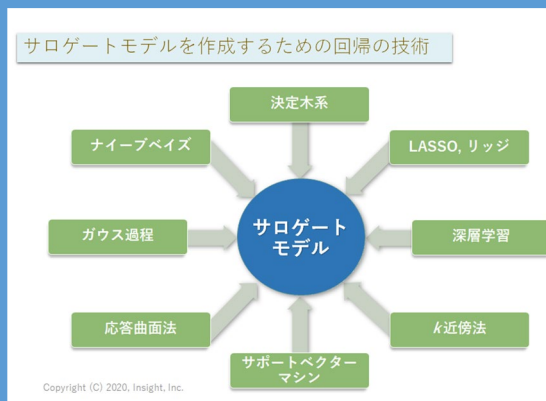 サロゲートモデルを作成するための回帰の技術
決定木系
ナイーブベイズ
LASSO, リッジ
ガウス過程
サロゲート
モデル
深層学習
応答曲面法
k近傍法
サポートベクター
マシン
Copyright (C) 2020, Insight, Inc.